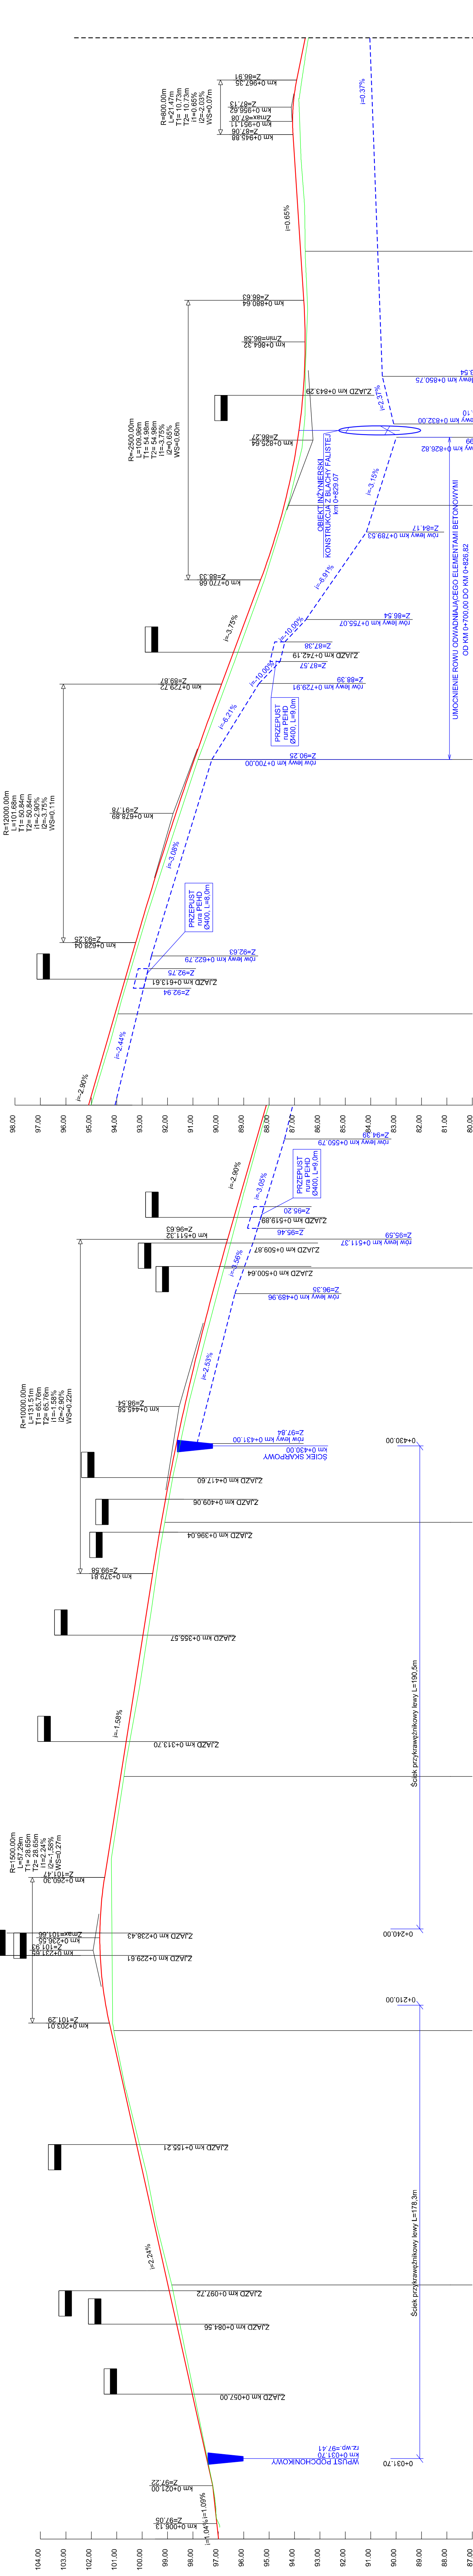 104.00
103.00
102.00
101.00
100.00
99.00
98.00
97.00
96.00
95.00
94.00
93.00
92.00
91.00
90.00
89.00
88.00
87.00
i=1,04%
i=1,09%
km 0+006.13
Z=97.05
km 0+021.00
Z=97.22
WPUST PODCHODNIKOWY
km 0+031.70
rz.wp.=97.41
0+031.70
ZJAZD km 0+057.00
ZJAZD km 0+084.56
ZJAZD km 0+097.72
i=2,24%
ZJAZD km 0+155.21
Ściek przykrawężnikowy lewy L=178,3m
0+210.00
km 0+203.01
Z=101.29
ZJAZD km 0+229.61
km 0+231.65
Z=101.93
km 0+236.55
Zmax=101.66
ZJAZD km 0+238.43
0+240.00
km 0+260.30
Z=101.47
R=1500.00m
L=57.29m
T1= 28.65m
T2= 28.65m
i1=2.24%
i2=-1.58%
WS=0.27m
i=-1.58%
ZJAZD km 0+313.70
ZJAZD km 0+355.57
Ściek przykrawężnikowy lewy L=190,5m
0+430.00
km 0+379.81
Z=99.58
ZJAZD km 0+396.04
ZJAZD km 0+409.06
ZJAZD km 0+417.60
ŚCIEK SKARPOWY
km 0+430.00
rów lewy km 0+431.00
Z=97.84
km 0+445.58
Z=98.54
R=10000.00m
L=131.51m
T1= 65.76m
T2= 65.76m
i1=-1.58%
i2=-2.90%
WS=0.22m
i=-2.53%
rów lewy km 0+489.96
Z=96.35
ZJAZD km 0+500.64
ZJAZD km 0+509.87
km 0+511.32
Z=96.63
rów lewy km 0+511.37
Z=95.59
i=-3.56%
Z=95.46
ZJAZD km 0+519.89
Z=95.20
i=-2.90%
i=-3.05%
PRZEPUST
rura PEHD
Ø400, L=9,0m
rów lewy km 0+550.79
Z=94.39
98.00
97.00
96.00
95.00
94.00
93.00
92.00
91.00
90.00
89.00
88.00
87.00
86.00
85.00
84.00
83.00
82.00
81.00
80.00
i=-2.90%
i=-2.44%
Z=92.94
ZJAZD km 0+613.61
Z=92.75
rów lewy km 0+622.79
Z=92.63
km 0+628.04
Z=93.25
PRZEPUST
rura PEHD
Ø400, L=8,0m
i=-3.08%
km 0+678.89
Z=91.78
R=12000.00m
L=101.68m
T1= 50.84m
T2= 50.84m
i1=-2.90%
i2=-3.75%
WS=0.11m
rów lewy km 0+700.00
Z=90.25
i=-6.21%
km 0+729.72
Z=89.87
rów lewy km 0+729.91
Z=88.39
PRZEPUST
rura PEHD
Ø400, L=9,0m
i=-10.00%
Z=87.57
ZJAZD km 0+742.19
Z=87.38
i=-10.00%
i=-3.75%
rów lewy km 0+755.07
Z=86.54
km 0+770.68
Z=88.33
i=-6.91%
rów lewy km 0+789.53
Z=84.17
i=-3.15%
UMOCNIENIE ROWU ODWADNIAJĄCEGO ELEMENTAMI BETONOWYMI
OD KM 0+700,00 DO KM 0+826,82
OBIEKT INŻYNIERSKI
KONSTRUKCJA Z BLACHY FALISTEJ
km 0+829.07
km 0+825.64
Z=86.27
R=-2500.00m
L=109.96m
T1= 54.98m
T2= 54.98m
i1=-3.75%
i2=0.65%
WS=0.60m
ZJAZD km 0+843.29
i=2.37%
km 0+864.32
Zmin=86.58
km 0+880.64
Z=86.63
i=0.65%
i=0.37%
km 0+945.88
Z=87.06
km 0+951.11
Zmax=87.08
km 0+956.62
Z=87.13
km 0+967.35
Z=86.91
R=800.00m
L=21.47m
T1= 10.73m
T2= 10.73m
i1=0.65%
i2=-2.03%
WS=0.07m